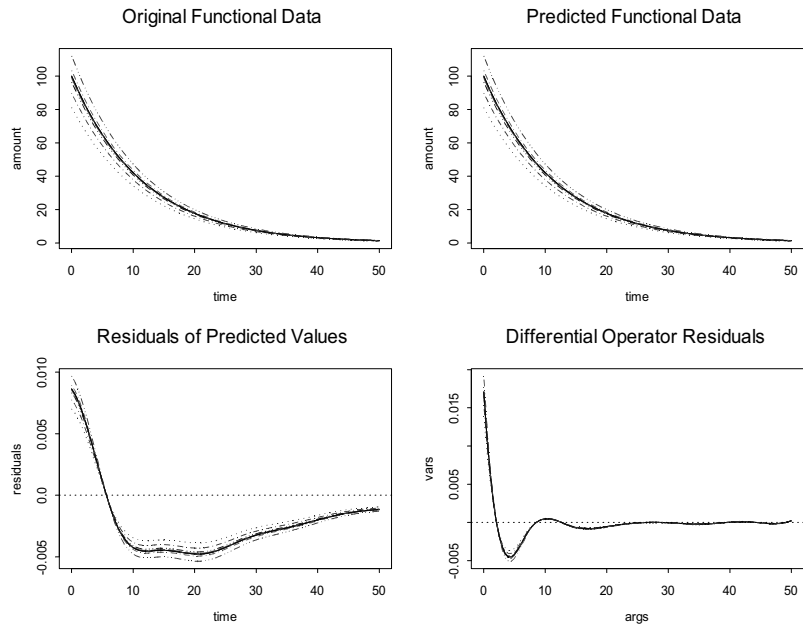 Original Functional Data
amount
0 20 40 60 80 100
0 10 20 30 40 50
time
Predicted Functional Data
amount
0 20 40 60 80 100
0 10 20 30 40 50
time
Residuals of Predicted Values
residuals
-0.005 0.0 0.005 0.010
0 10 20 30 40 50
time
Differential Operator Residuals
vars
-0.005 0.005 0.015
0 10 20 30 40 50
args